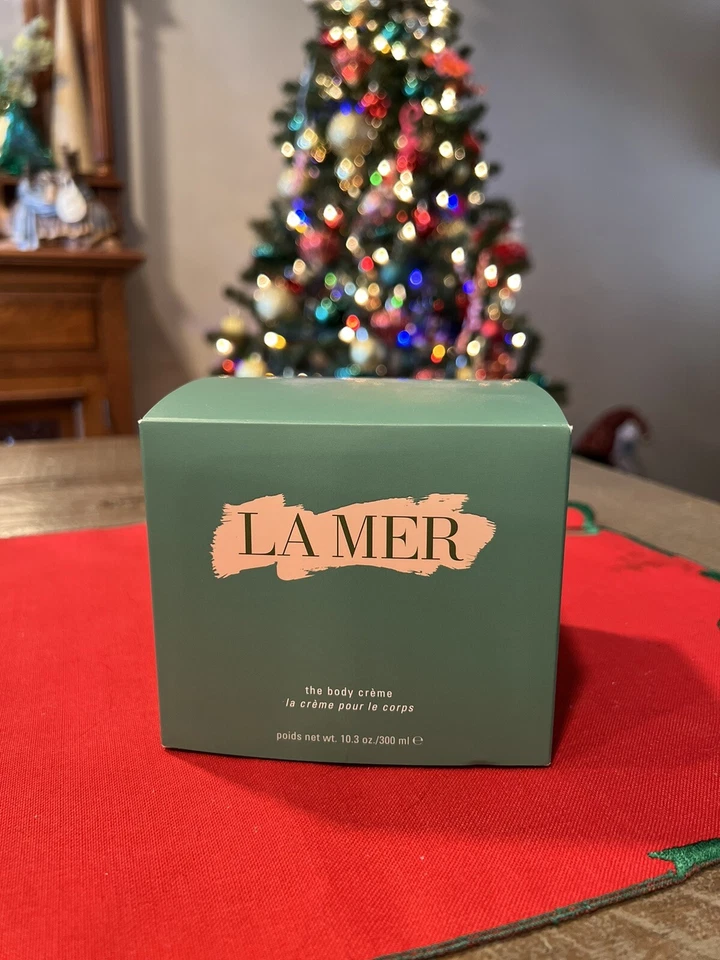 LA MER
the body crème
la crème pour le corps
poids net wt. 10.3 oz./300 ml ℮